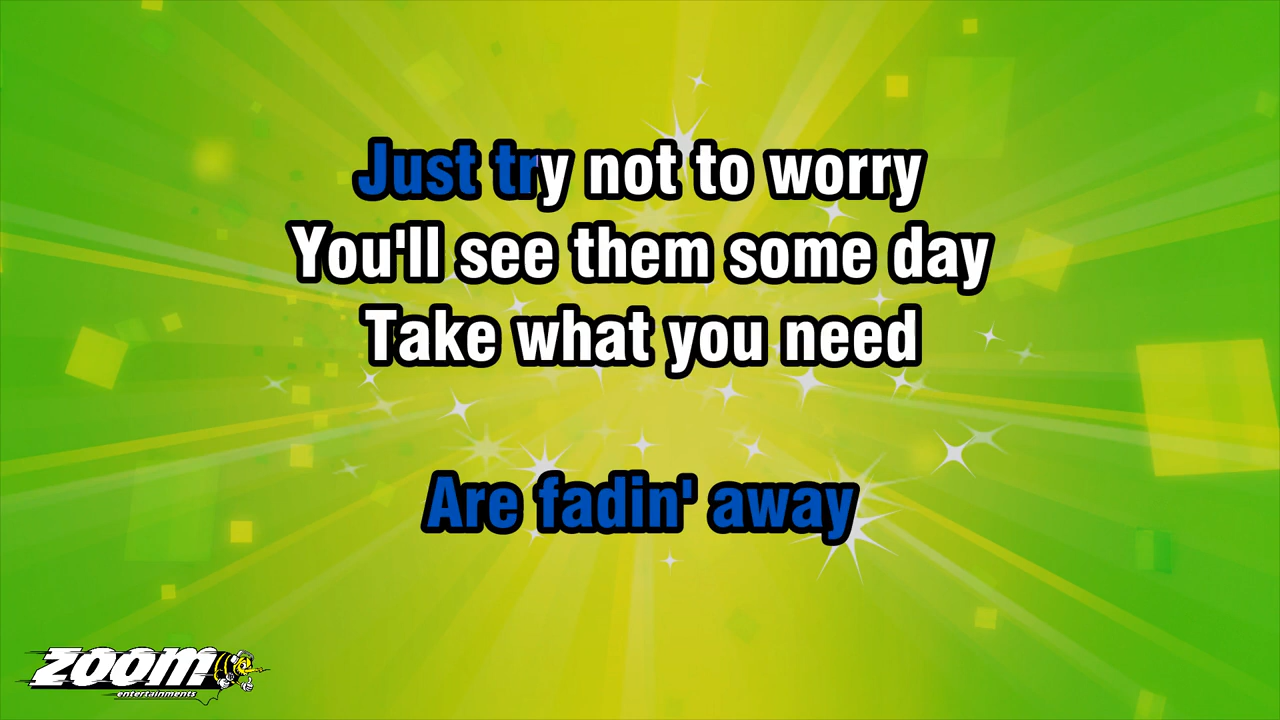 Just try not to worry
You'll see them some day
Take what you need
Are fadin' away
zoom
entertainments